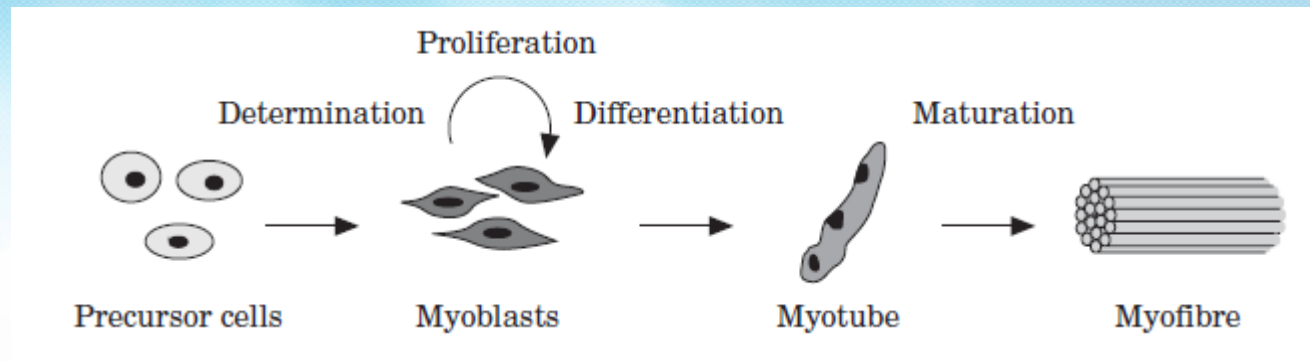 Proliferation
Determination
Differentiation
Maturation
Precursor cells
Myoblasts
Myotube
Myofibre